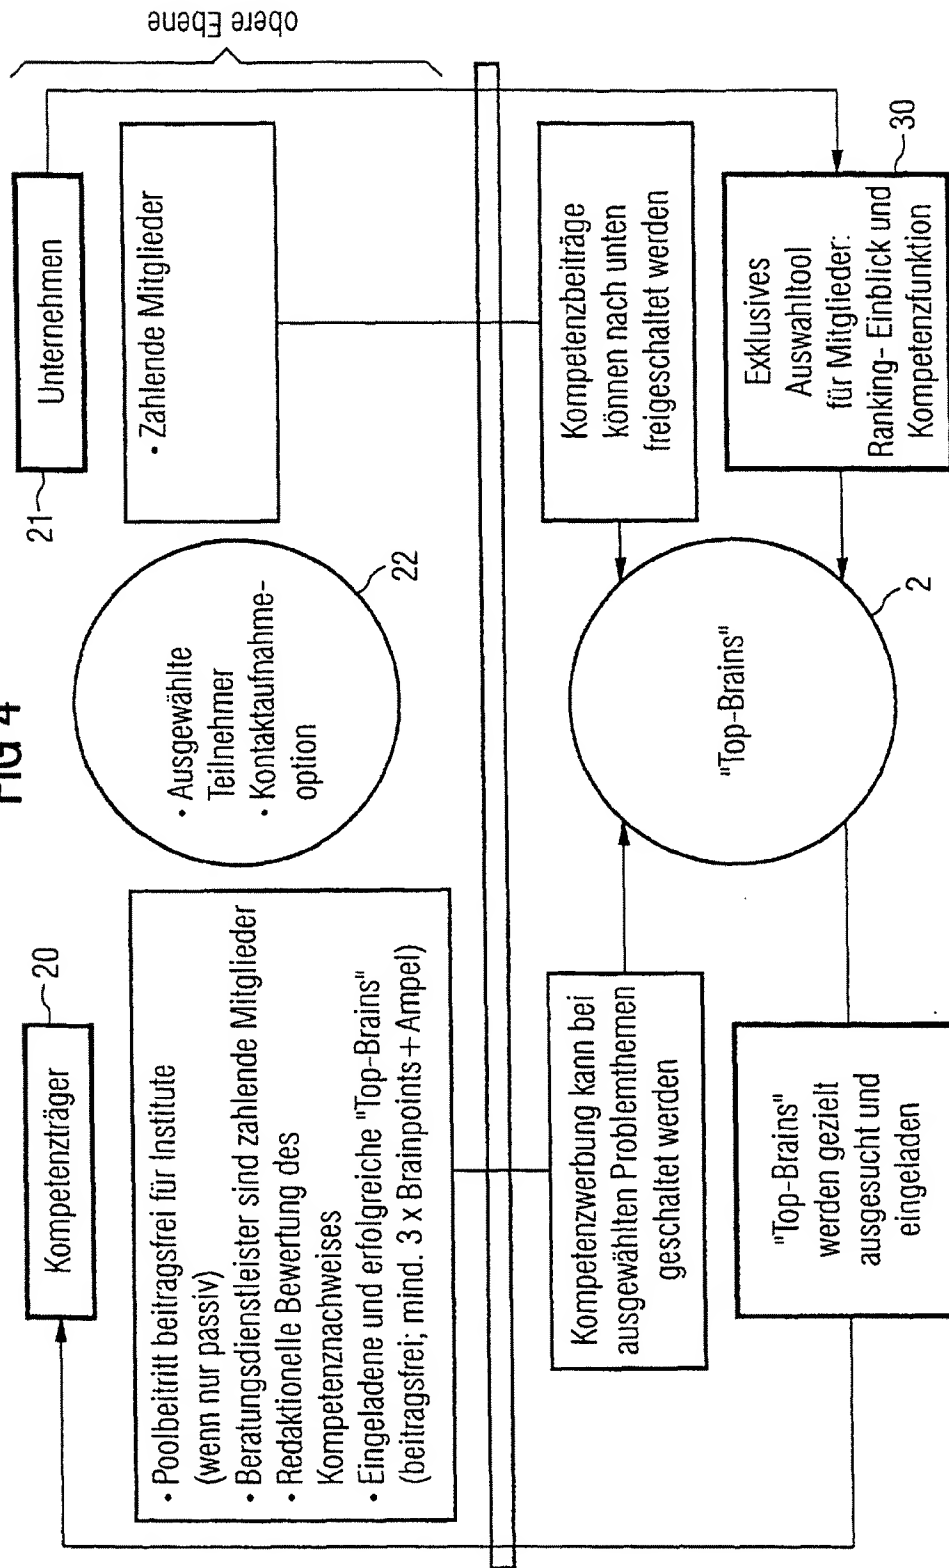 FIG 4
Kompetenzträger
20
• Poolbeitritt beitragsfrei für Institute
(wenn nur passiv)
• Beratungsdienstleister sind zahlende Mitglieder
• Redaktionelle Bewertung des
Kompetenznachweises
• Eingeladene und erfolgreiche "Top-Brains"
(beitragsfrei; mind. 3 x Brainpoints + Ampel)
• Ausgewählte
Teilnehmer
• Kontaktaufnahme-
option
22
21
Unternehmen
• Zahlende Mitglieder
obere Ebene
Kompetenzwerbung kann bei
ausgewählten Problemthemen
geschaltet werden
"Top-Brains"
werden gezielt
ausgesucht und
eingeladen
"Top-Brains"
2
Kompetenzbeiträge
können nach unten
freigeschaltet werden
Exklusives
Auswahltool
für Mitglieder:
Ranking- Einblick und
Kompetenzfunktion
30